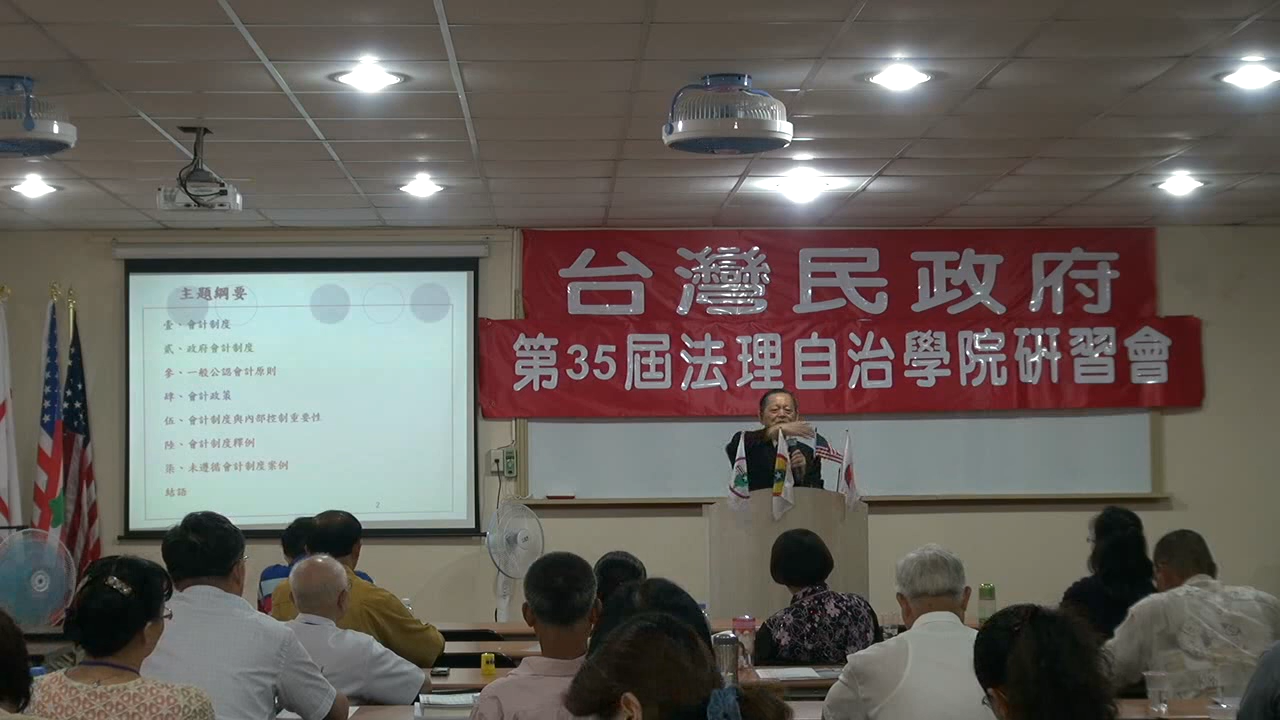 主題綱要
壹、會計制度
貳、政府會計制度
參、一般公認會計原則
肆、會計政策
伍、會計制度與內部控制重要性
陸、會計制度釋例
柒、未遵循會計制度案例
結語
2
台灣民政府
第35屆法理自治學院研習會